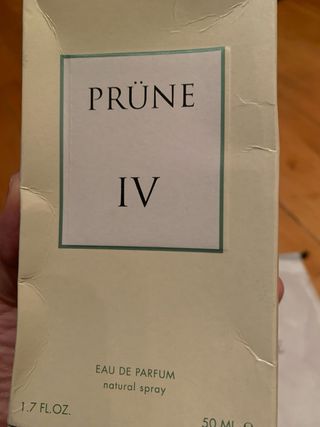 PRÜNE
IV
EAU DE PARFUM
natural spray
1.7 FL.OZ.
50 ML ℮